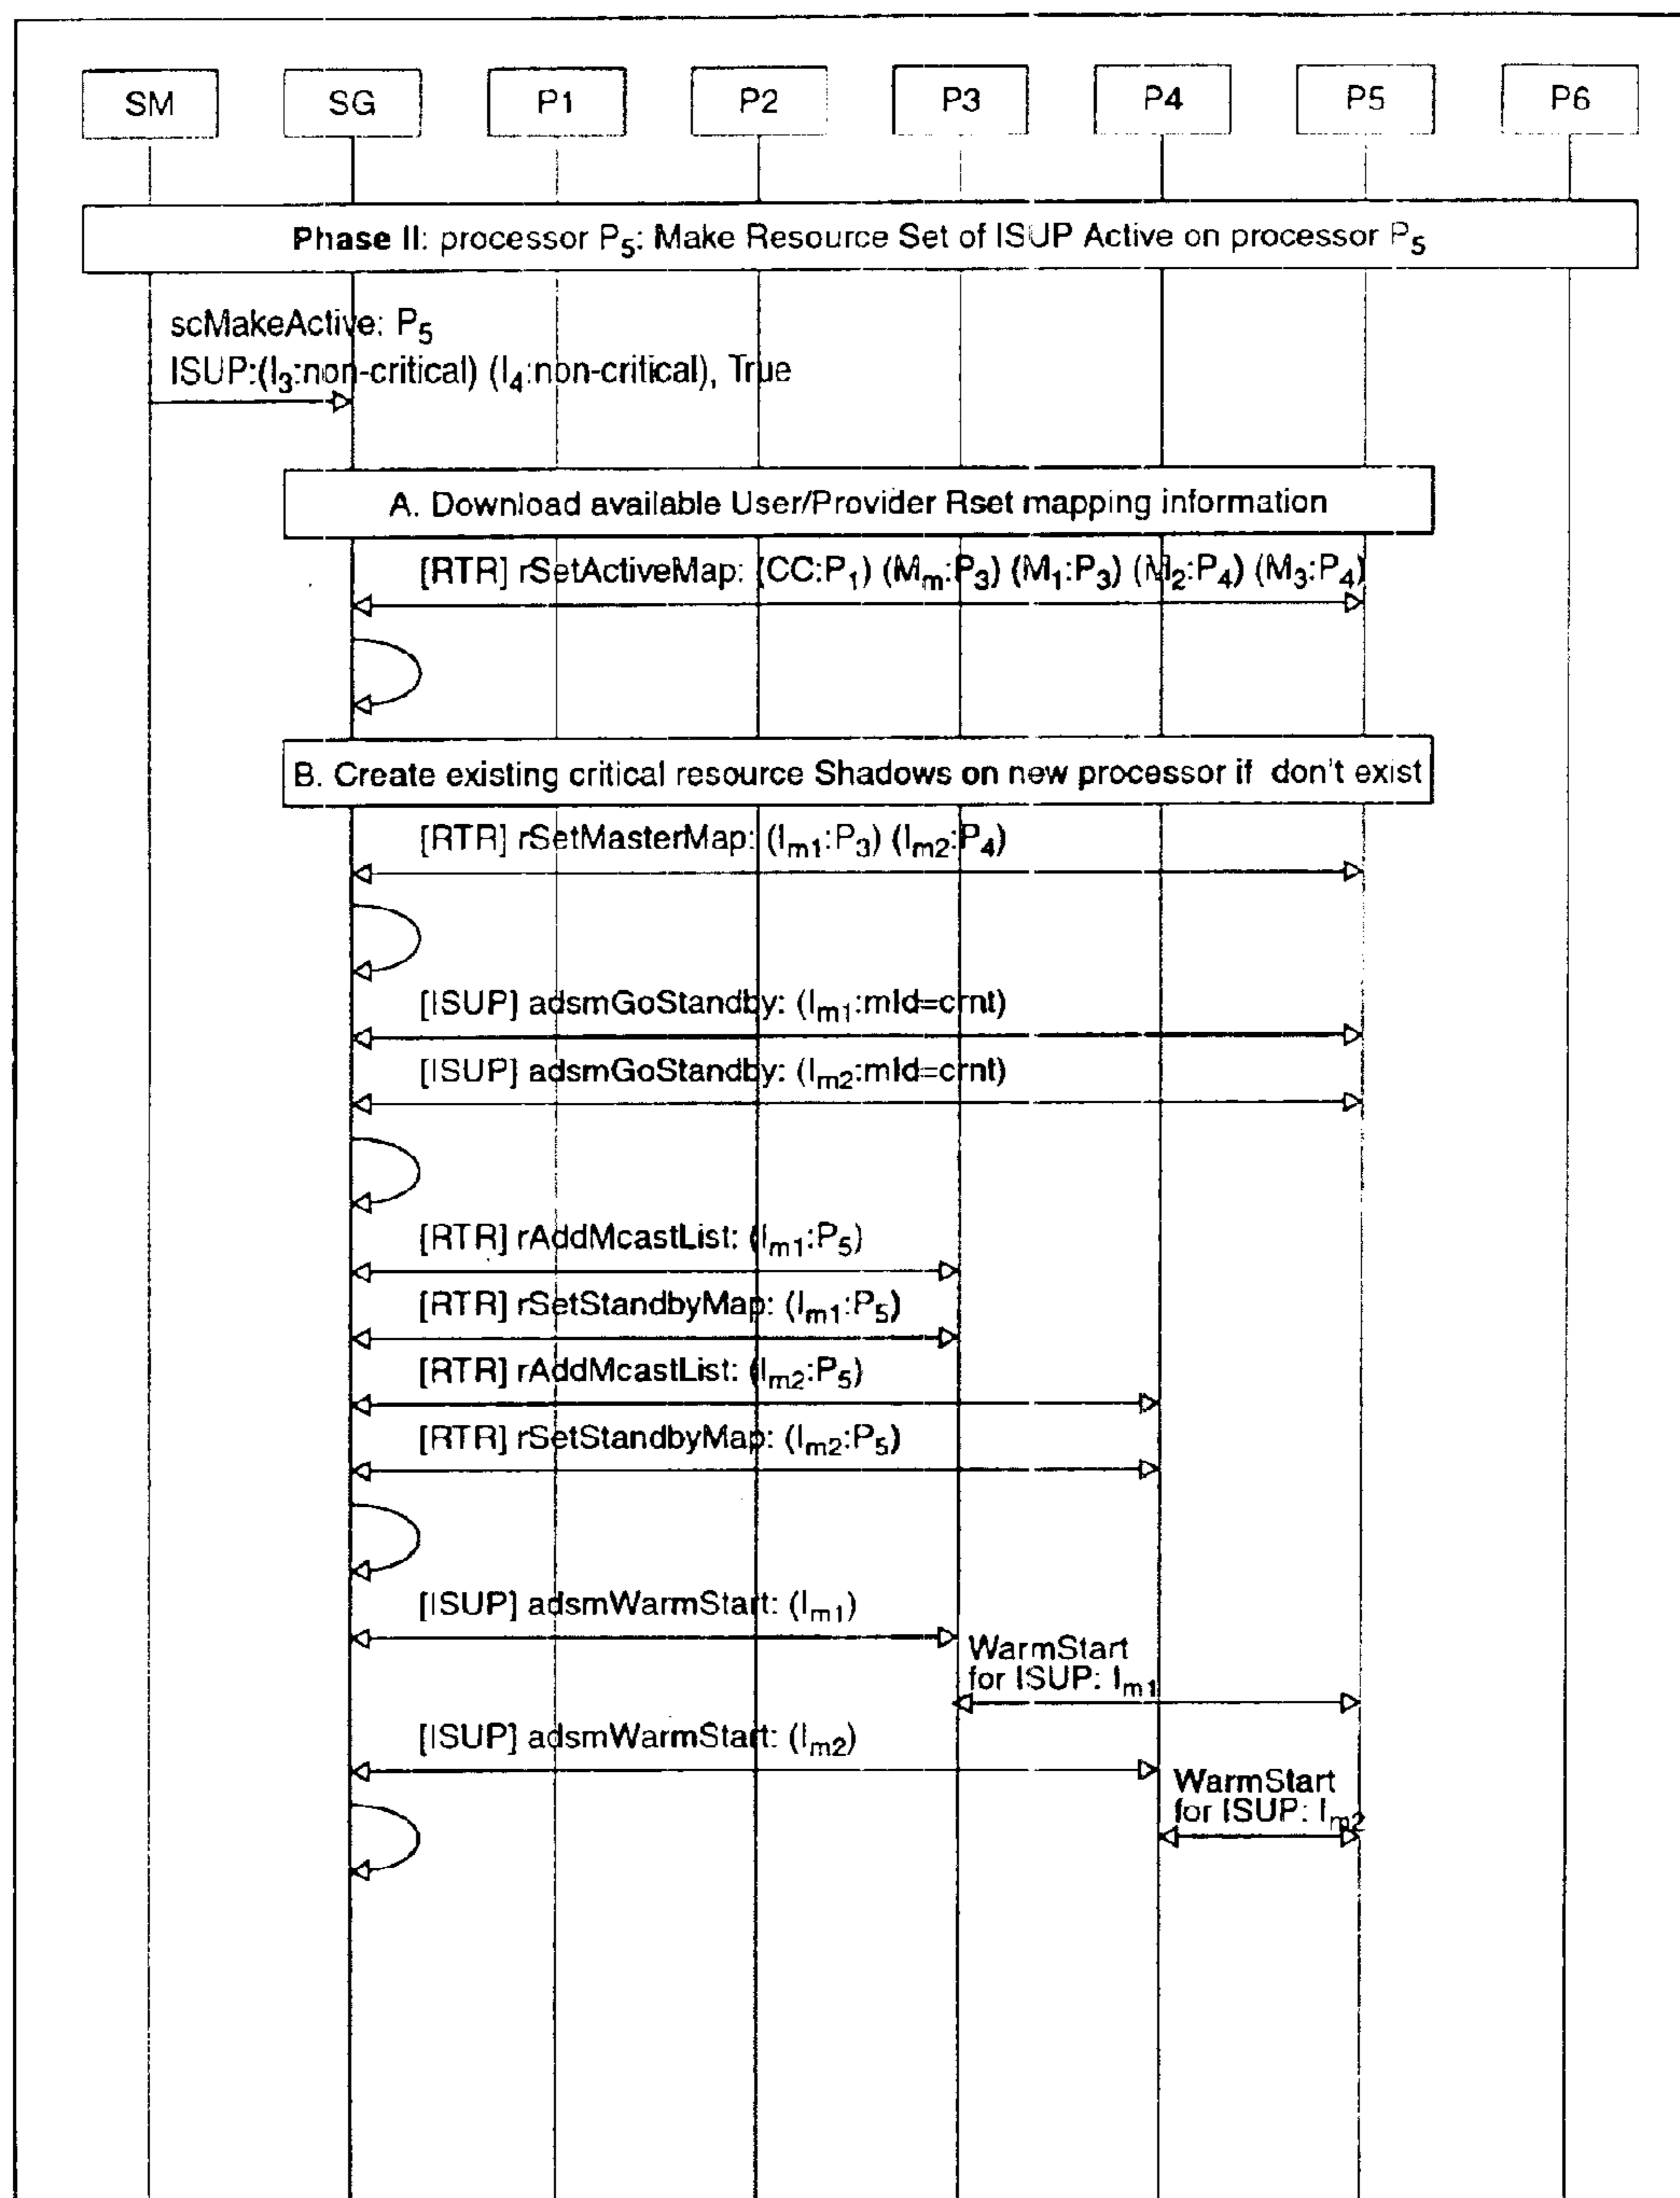 SM SG P1 P2 P3 P4 P5 P6
Phase II: processor P5: Make Resource Set of ISUP Active on processor P5
scMakeActive: P5
ISUP:(I3:non-critical) (I4:non-critical), True
A. Download available User/Provider Rset mapping information
[RTR] rSetActiveMap: (CC:P1) (Mm:P3) (M1:P3) (M2:P4) (M3:P4)
B. Create existing critical resource Shadows on new processor if don't exist
[RTR] rSetMasterMap: (Im1:P3) (Im2:P4)
[ISUP] adsmGoStandby: (Im1:mId=crnt)
[ISUP] adsmGoStandby: (Im2:mId=crnt)
[RTR] rAddMcastList: (Im1:P5)
[RTR] rSetStandbyMap: (Im1:P5)
[RTR] rAddMcastList: (Im2:P5)
[RTR] rSetStandbyMap: (Im2:P5)
[ISUP] adsmWarmStart: (Im1)
WarmStart
for ISUP: Im1
[ISUP] adsmWarmStart: (Im2)
WarmStart
for ISUP: Im2